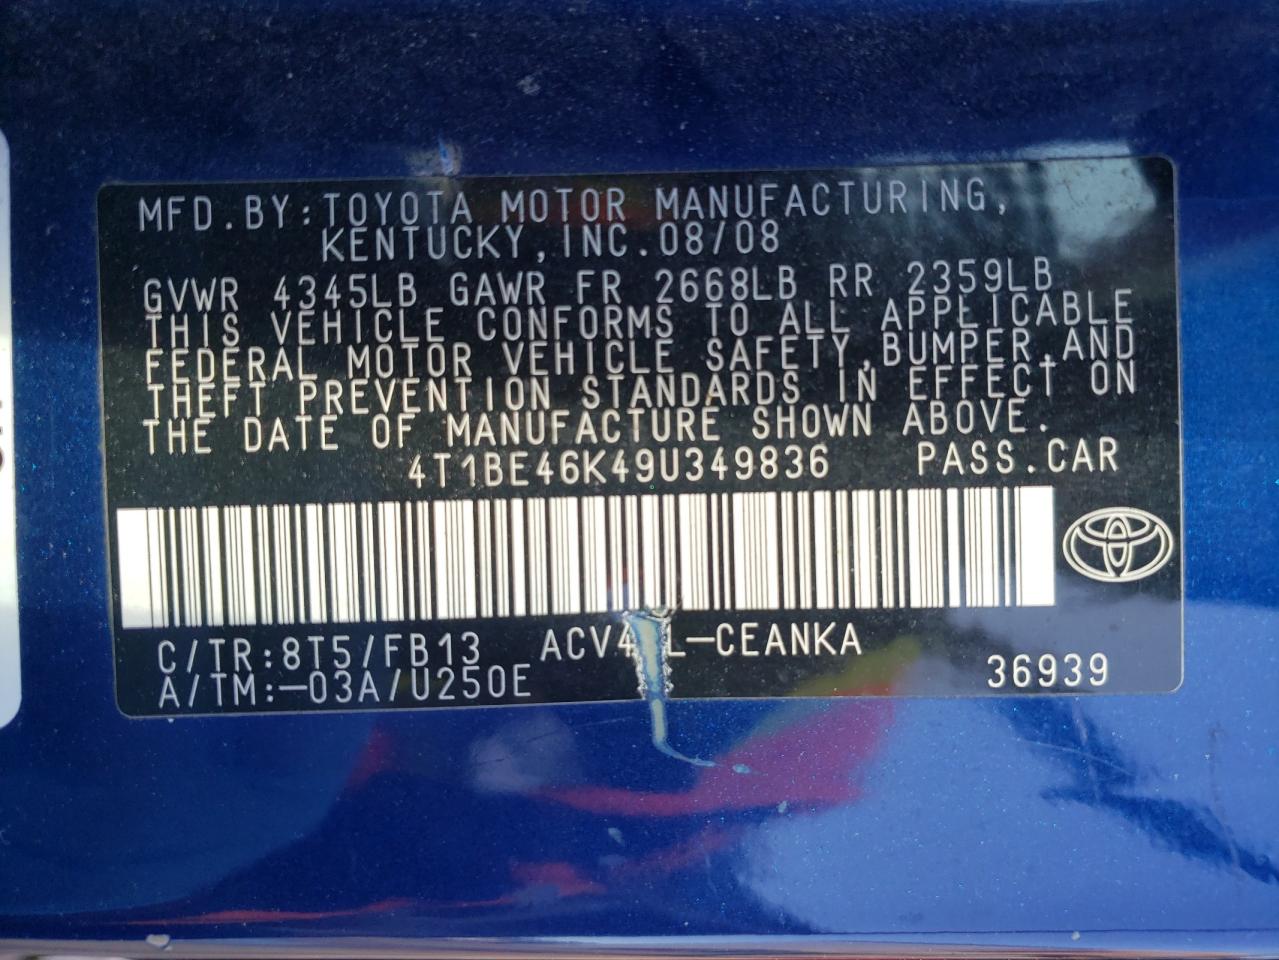 MFD.BY:TOYOTA MOTOR MANUFACTURING,
KENTUCKY,INC.08/08
GVWR 4345LB GAWR FR 2668LB RR 2359LB
THIS VEHICLE CONFORMS TO ALL APPLICABLE
FEDERAL MOTOR VEHICLE SAFETY,BUMPER,AND
THEFT PREVENTION STANDARDS IN EFFECT ON
THE DATE OF MANUFACTURE SHOWN ABOVE.
4T1BE46K49U349836 PASS.CAR
C/TR:8T5/FB13
A/TM:-03A/U250E 36939